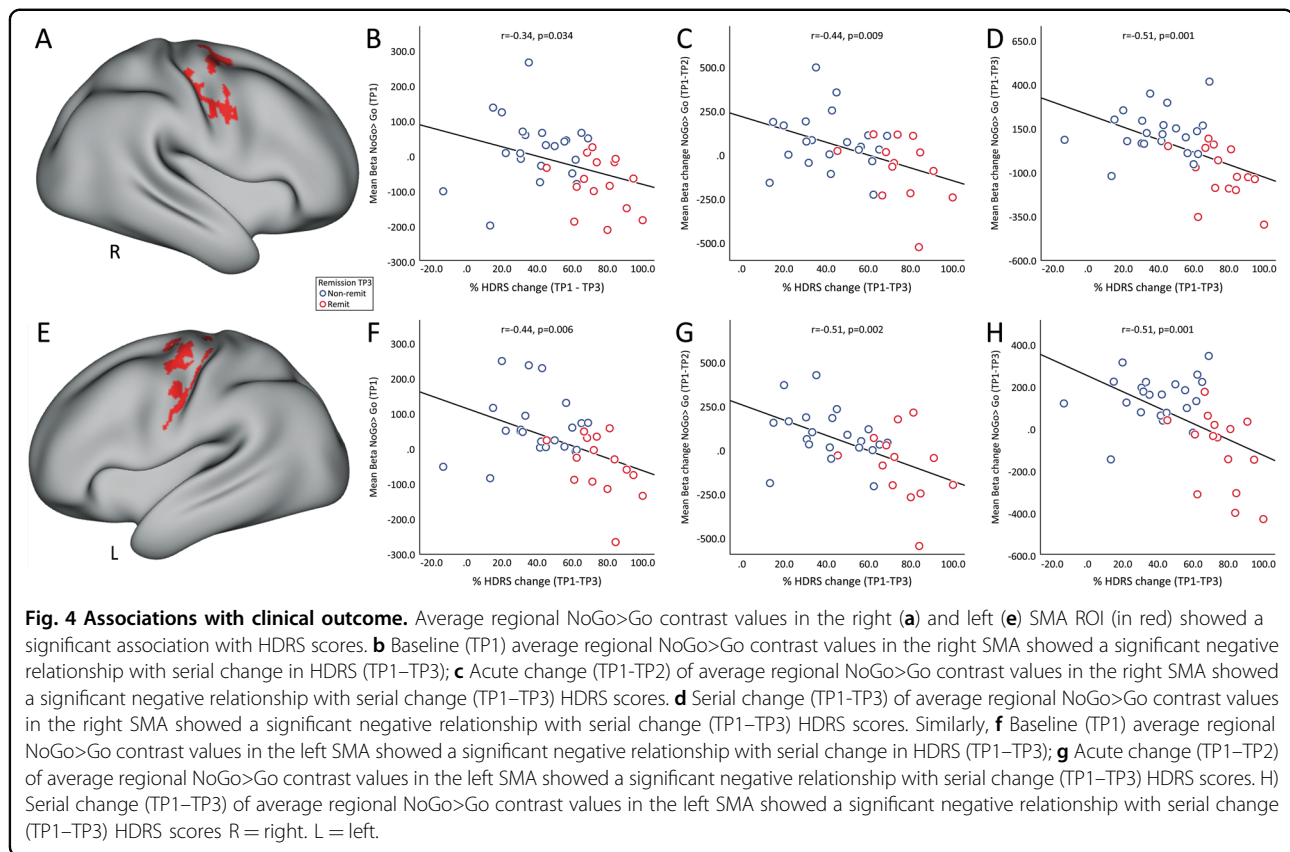 A
R
B
r=-0.34, p=0.034
Mean Beta NoGo> Go (TP1)
300.0
200.0
100.0
.0
-100.0
-200.0
-300.0
-20.0 .0 20.0 40.0 60.0 80.0 100.0
% HDRS change (TP1 - TP3)
C
r=-0.44, p=0.009
Mean Beta change NoGo> Go (TP1-TP2)
500.0
250.0
.0
-250.0
-500.0
.0 20.0 40.0 60.0 80.0 100.0
% HDRS change (TP1-TP3)
D
r=-0.51, p=0.001
Mean Beta change NoGo> Go (TP1-TP3)
650.0
400.0
150.0
-100.0
-350.0
-600.0
-20.0 .0 20.0 40.0 60.0 80.0 100.0
% HDRS change (TP1-TP3)
Remission TP3
Non-remit
Remit
E
L
F
r=-0.44, p=0.006
Mean Beta NoGo> Go (TP1)
300.0
200.0
100.0
.0
-100.0
-200.0
-300.0
-20.0 .0 20.0 40.0 60.0 80.0 100.0
% HDRS change (TP1-TP3)
G
r=-0.51, p=0.002
Mean Beta change NoGo> Go (TP1-TP2)
500.0
250.0
.0
-250.0
-500.0
.0 20.0 40.0 60.0 80.0 100.0
% HDRS change (TP1-TP3)
H
r=-0.51, p=0.001
Mean Beta change NoGo> Go (TP1-TP3)
400.0
200.0
.0
-200.0
-400.0
-600.0
-20.0 .0 20.0 40.0 60.0 80.0 100.0
% HDRS change (TP1-TP3)
Fig. 4 Associations with clinical outcome. Average regional NoGo>Go contrast values in the right (a) and left (e) SMA ROI (in red) showed a
significant association with HDRS scores. b Baseline (TP1) average regional NoGo>Go contrast values in the right SMA showed a significant negative
relationship with serial change in HDRS (TP1–TP3); c Acute change (TP1-TP2) of average regional NoGo>Go contrast values in the right SMA showed
a significant negative relationship with serial change (TP1–TP3) HDRS scores. d Serial change (TP1-TP3) of average regional NoGo>Go contrast values
in the right SMA showed a significant negative relationship with serial change (TP1–TP3) HDRS scores. Similarly, f Baseline (TP1) average regional
NoGo>Go contrast values in the left SMA showed a significant negative relationship with serial change in HDRS (TP1–TP3); g Acute change (TP1–TP2)
of average regional NoGo>Go contrast values in the left SMA showed a significant negative relationship with serial change (TP1–TP3) HDRS scores. H)
Serial change (TP1–TP3) of average regional NoGo>Go contrast values in the left SMA showed a significant negative relationship with serial change
(TP1–TP3) HDRS scores R = right. L = left.